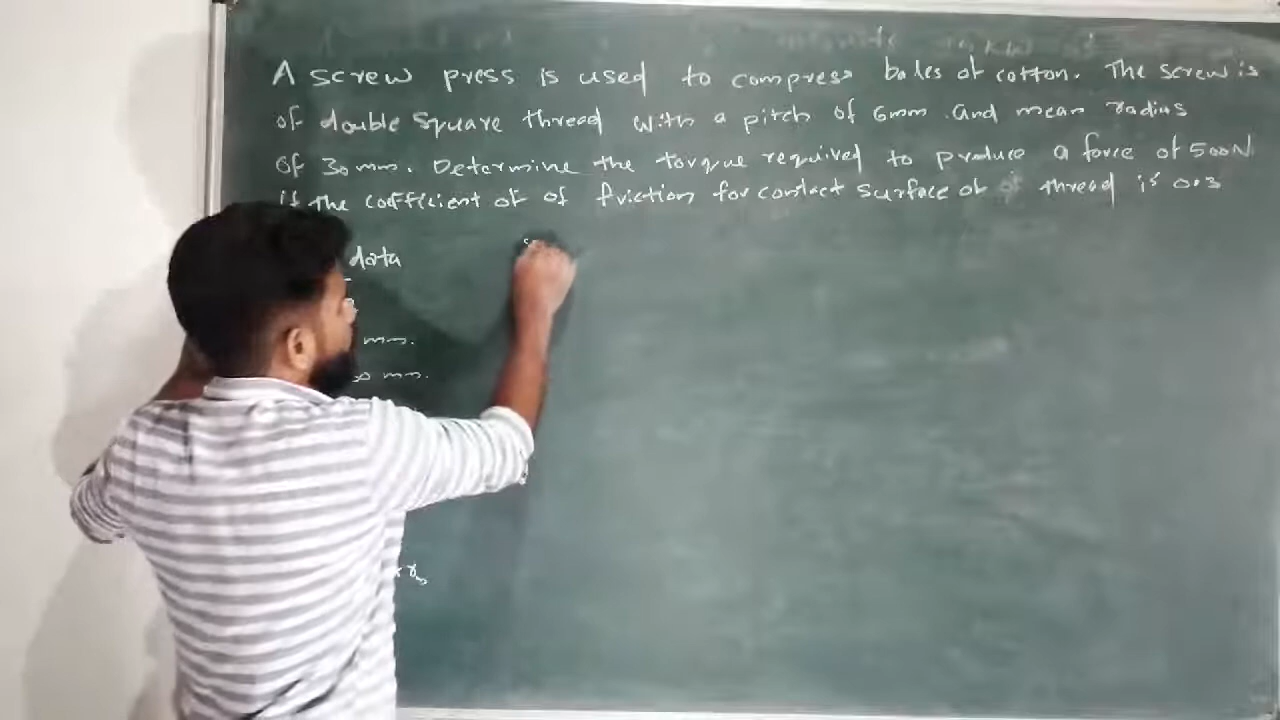 A screw press is used to compress bales of cotton. The screw is
of double square thread with a pitch of 6mm and mean radius
of 30 mm. Determine the torque required to produce a force of 500N
if the coefficient of of friction for contact surface of of thread is 0.3
data
mm.
mm.